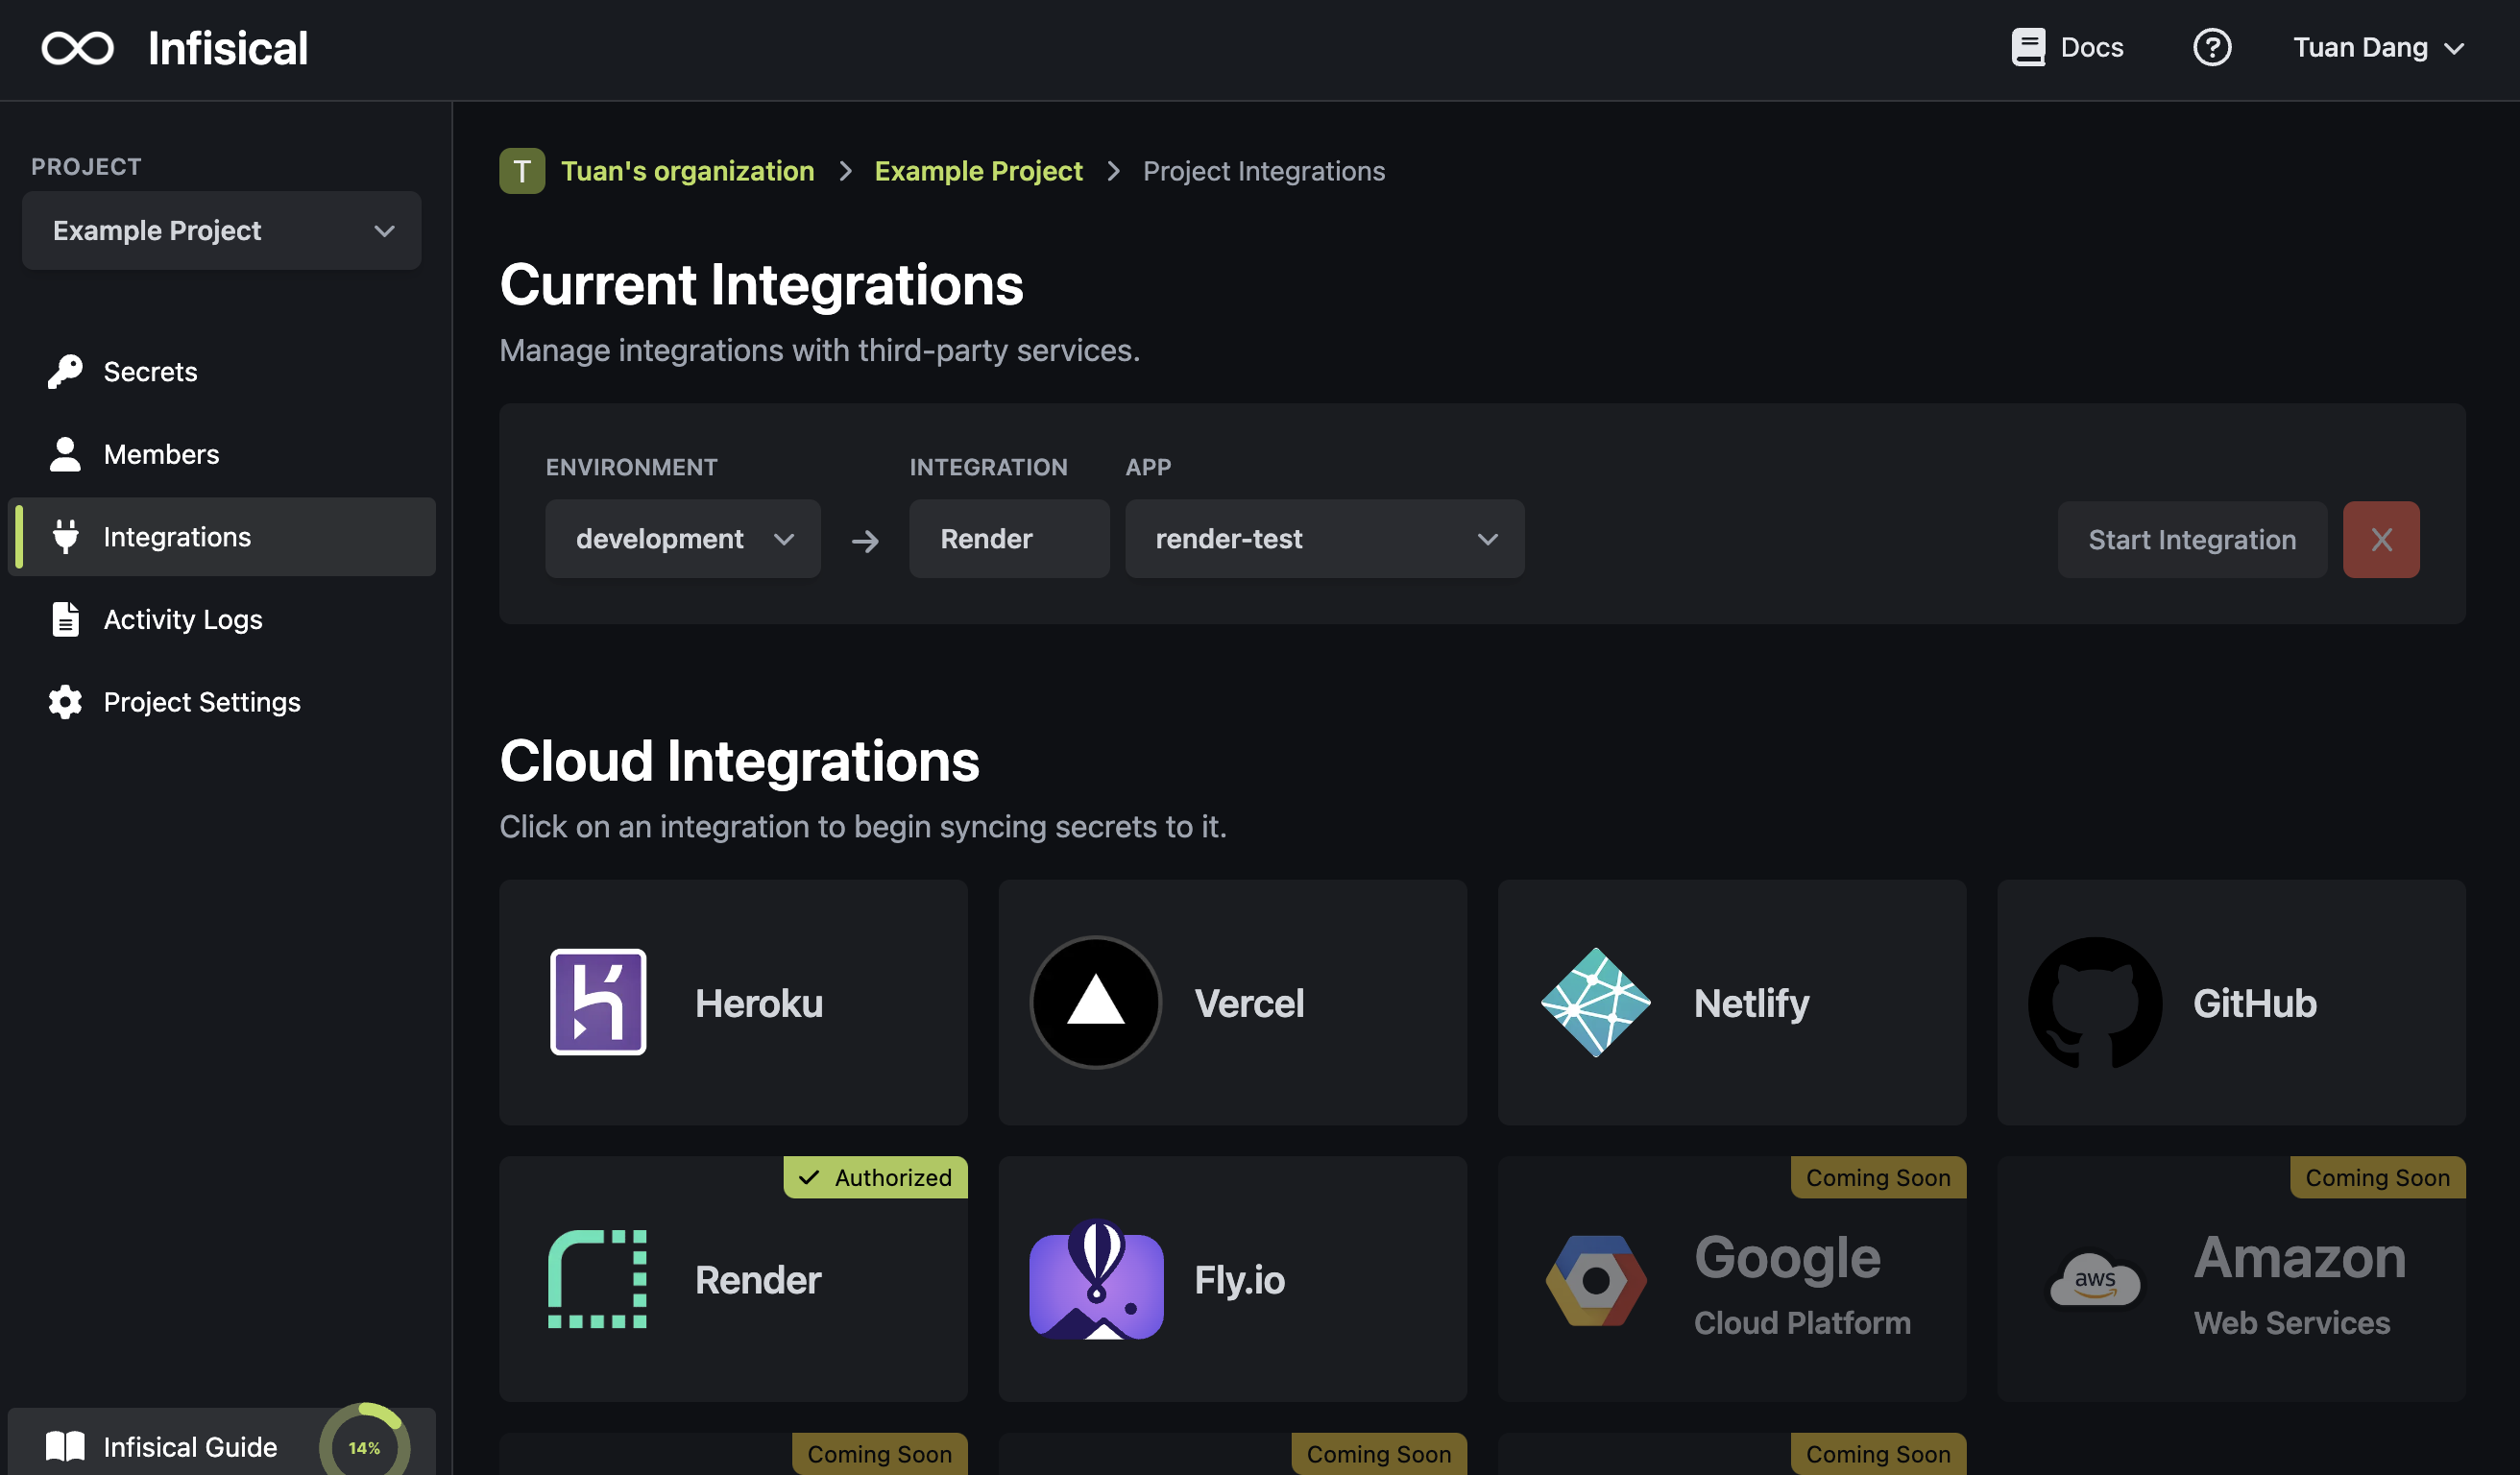 Infisical
Docs
Tuan Dang
PROJECT
Example Project
Secrets
Members
Integrations
Activity Logs
Project Settings
Infisical Guide
14%
T Tuan's organization > Example Project > Project Integrations
Current Integrations
Manage integrations with third-party services.
ENVIRONMENT INTEGRATION APP
development → Render render-test Start Integration X
Cloud Integrations
Click on an integration to begin syncing secrets to it.
Heroku
Vercel
Netlify
GitHub
Authorized
Render
Fly.io
Coming Soon
Google
Cloud Platform
Coming Soon
aws
Amazon
Web Services
Coming Soon
Coming Soon
Coming Soon